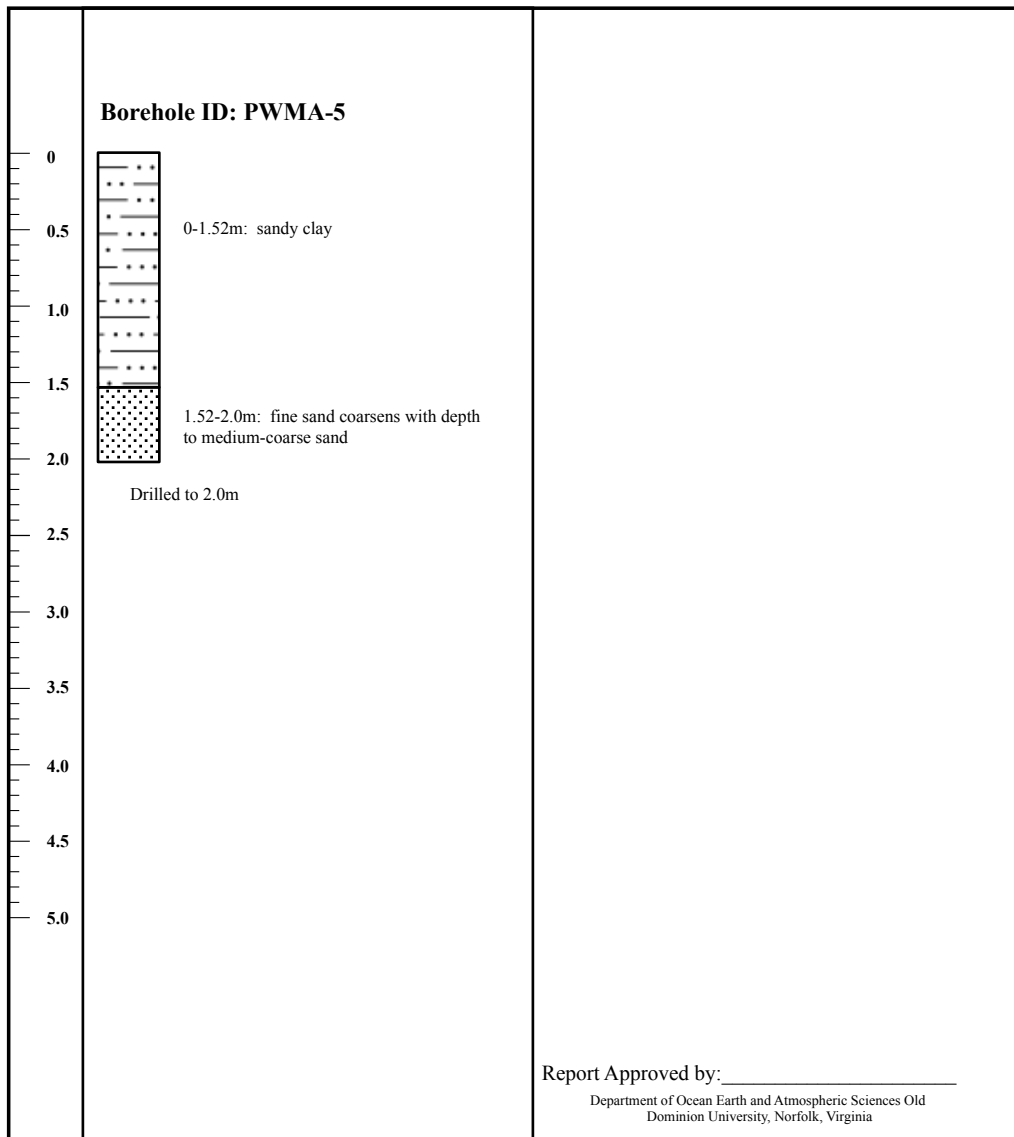 Borehole ID: PWMA-5
0
0.5
1.0
1.5
2.0
2.5
3.0
3.5
4.0
4.5
5.0
0-1.52m: sandy clay
1.52-2.0m: fine sand coarsens with depth
to medium-coarse sand
Drilled to 2.0m
Report Approved by:______________________
Department of Ocean Earth and Atmospheric Sciences Old
Dominion University, Norfolk, Virginia